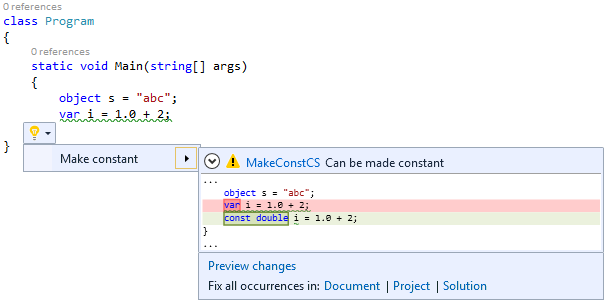 0 references
class Program
{
0 references
static void Main(string[] args)
{
object s = "abc";
var i = 1.0 + 2;
}
Make constant
MakeConstCS Can be made constant
...
object s = "abc";
var i = 1.0 + 2;
const double i = 1.0 + 2;
}
...
Preview changes
Fix all occurrences in: Document | Project | Solution